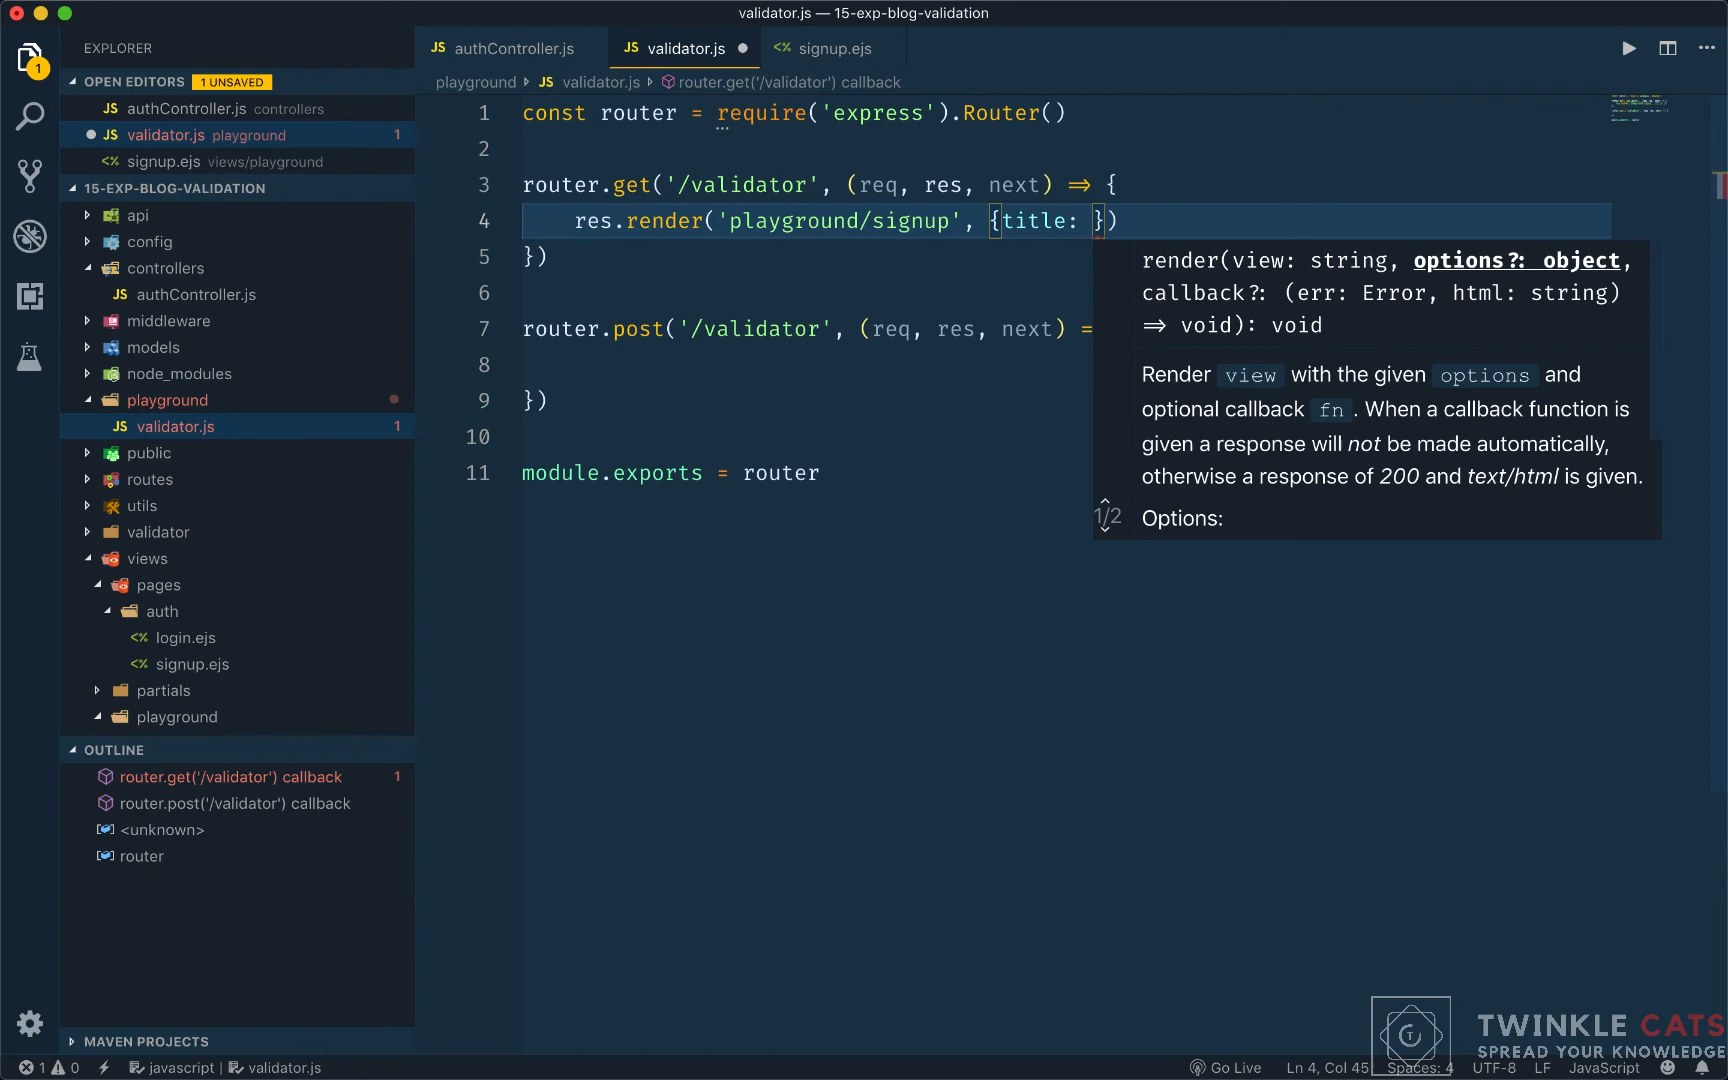 validator.js — 15-exp-blog-validation
EXPLORER
OPEN EDITORS 1 UNSAVED
JS authController.js controllers
JS validator.js playground 1
<% signup.ejs views/playground
15-EXP-BLOG-VALIDATION
api
config
controllers
JS authController.js
middleware
models
node_modules
playground
JS validator.js 1
public
routes
utils
validator
views
pages
auth
<% login.ejs
<% signup.ejs
partials
playground
OUTLINE
router.get('/validator') callback 1
router.post('/validator') callback
<unknown>
router
MAVEN PROJECTS
1
JS authController.js JS validator.js <% signup.ejs
playground JS validator.js router.get('/validator') callback
1 const router = require('express').Router()
2
3 router.get('/validator', (req, res, next) => {
4 res.render('playground/signup', {title: })
5 })
6
7 router.post('/validator', (req, res, next) =
8
9 })
10
11 module.exports = router
render(view: string, options?: object,
callback?: (err: Error, html: string)
=> void): void
Render view with the given options and
optional callback fn . When a callback function is
given a response will not be made automatically,
otherwise a response of 200 and text/html is given.
1/2 Options:
TWINKLE CATS
SPREAD YOUR KNOWLEDGE
1 0 javascript | validator.js Go Live Ln 4, Col 45 Spaces: 4 UTF-8 LF JavaScript